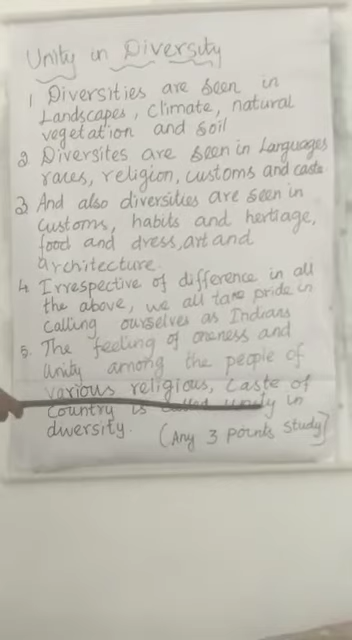 Unity in Diversity
1 Diversities are seen in
Landscapes, climate, natural
vegetation and soil
2 Diversites are seen in Languages
races, religion, customs and caste
3 And also diversities are seen in
customs, habits and hertiage,
food and dress, art and
architecture.
4. Irrespective of difference in all
the above, we all take pride in
calling ourselves as Indians
5. The feeling of oneness and
unity among the people of
various religious, caste of
country is called unity in
diversity. (Any 3 points study]